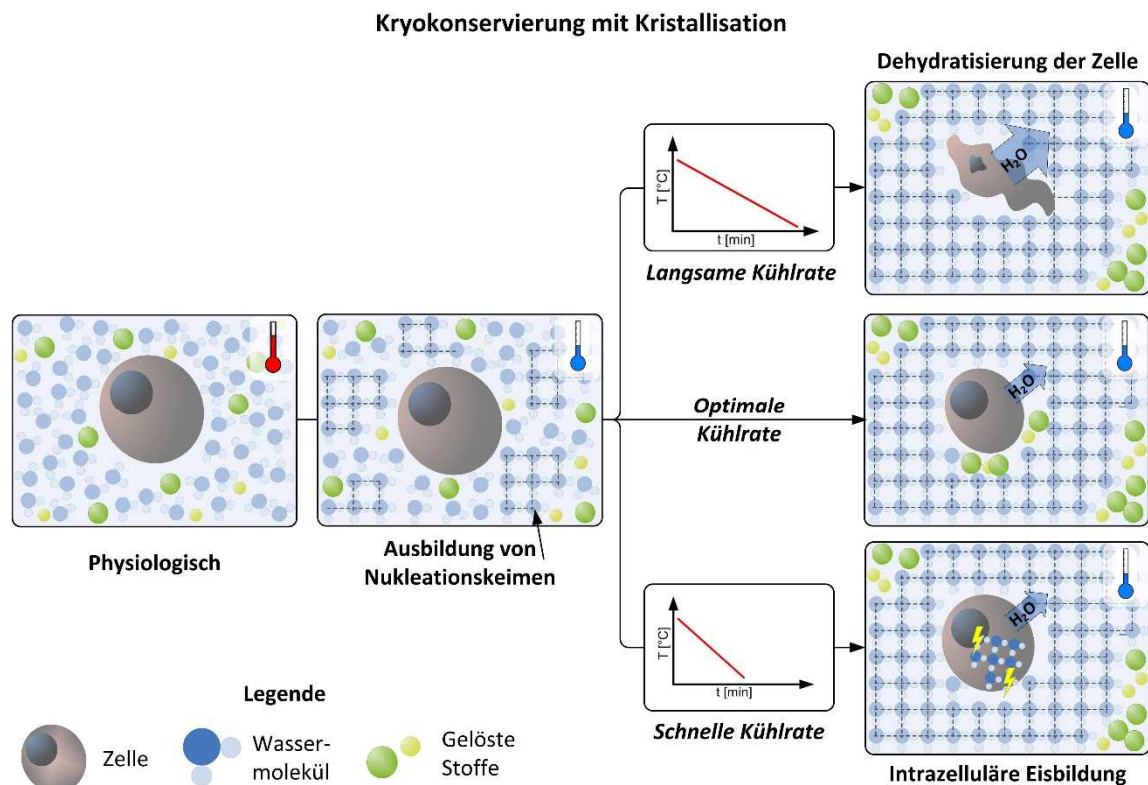 Kryokonservierung mit Kristallisation
Dehydratisierung der Zelle
H₂O
T [°C]
t [min]
Langsame Kühlrate
Physiologisch
Ausbildung von
Nukleationskeimen
Optimale
Kühlrate
H₂O
T [°C]
t [min]
Schnelle Kühlrate
H₂O
Intrazelluläre Eisbildung
Legende
Zelle
Wasser-
molekül
Gelöste
Stoffe